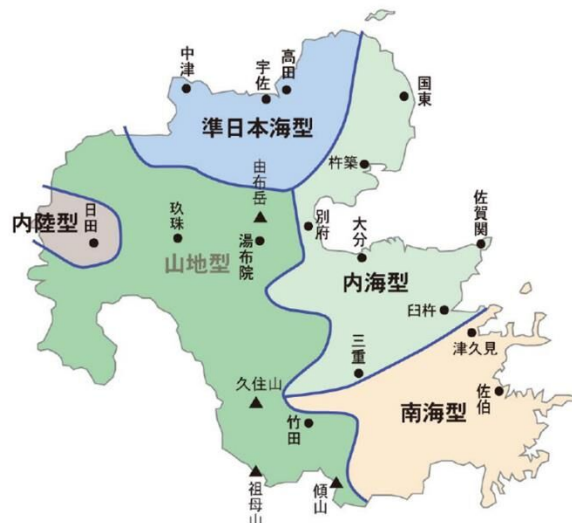 中津
宇佐
高田
国東
準日本海型
杵築
由布岳
佐賀関
内陸型
日田
玖珠
別府
大分
湯布院
山地型
内海型
臼杵
三重
津久見
久住山
佐伯
竹田
南海型
祖母山
傾山